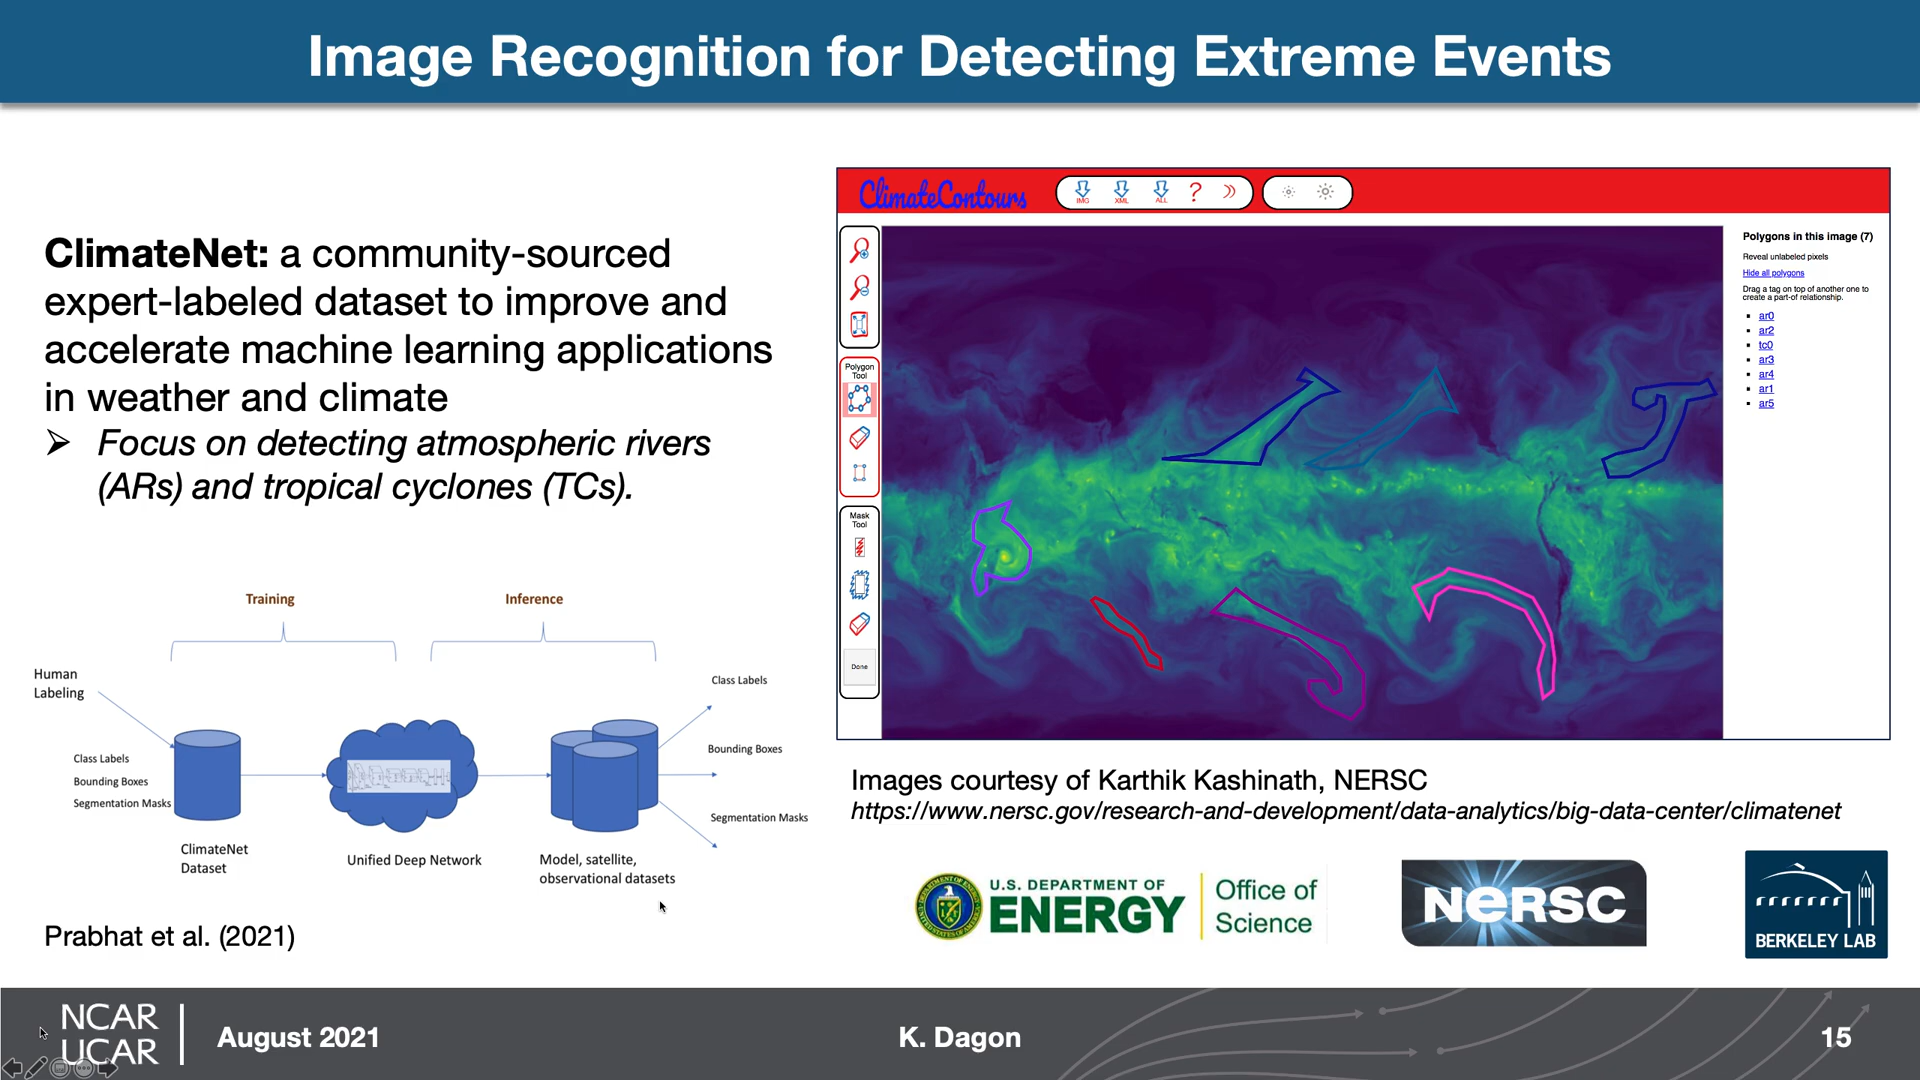 Image Recognition for Detecting Extreme Events
ClimateNet: a community-sourced
expert-labeled dataset to improve and
accelerate machine learning applications
in weather and climate
Focus on detecting atmospheric rivers
(ARs) and tropical cyclones (TCs).
Training
Inference
Human
Labeling
Class Labels
Bounding Boxes
Segmentation Masks
ClimateNet
Dataset
Unified Deep Network
Model, satellite,
observational datasets
Class Labels
Bounding Boxes
Segmentation Masks
Prabhat et al. (2021)
ClimateContours
IMG
XML
ALL
?
Polygon
Tool
Mask
Tool
Done
Polygons in this image (7)
Reveal unlabeled pixels
Hide all polygons
Drag a tag on top of another one to
create a part-of relationship.
ar0
ar2
tc0
ar3
ar4
ar1
ar5
Images courtesy of Karthik Kashinath, NERSC
https://www.nersc.gov/research-and-development/data-analytics/big-data-center/climatenet
U.S. DEPARTMENT OF
ENERGY
Office of
Science
NERSC
BERKELEY LAB
NCAR
UCAR
August 2021
K. Dagon
15